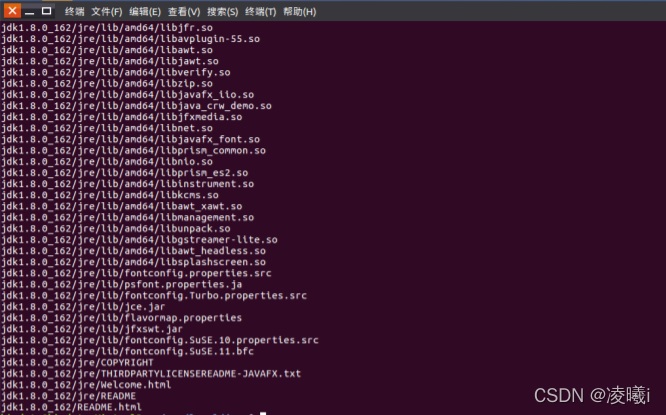 终端 文件(F) 编辑(E) 查看(V) 搜索(S) 终端(T) 帮助(H)
jdk1.8.0_162/jre/lib/amd64/libjfr.so
jdk1.8.0_162/jre/lib/amd64/libavplugin-55.so
jdk1.8.0_162/jre/lib/amd64/libawt.so
jdk1.8.0_162/jre/lib/amd64/libjawt.so
jdk1.8.0_162/jre/lib/amd64/libverify.so
jdk1.8.0_162/jre/lib/amd64/libzip.so
jdk1.8.0_162/jre/lib/amd64/libjavafx_iio.so
jdk1.8.0_162/jre/lib/amd64/libjava_crw_demo.so
jdk1.8.0_162/jre/lib/amd64/libjfxmedia.so
jdk1.8.0_162/jre/lib/amd64/libnet.so
jdk1.8.0_162/jre/lib/amd64/libjavafx_font.so
jdk1.8.0_162/jre/lib/amd64/libprism_common.so
jdk1.8.0_162/jre/lib/amd64/libnio.so
jdk1.8.0_162/jre/lib/amd64/libprism_es2.so
jdk1.8.0_162/jre/lib/amd64/libinstrument.so
jdk1.8.0_162/jre/lib/amd64/libkcms.so
jdk1.8.0_162/jre/lib/amd64/libawt_xawt.so
jdk1.8.0_162/jre/lib/amd64/libmanagement.so
jdk1.8.0_162/jre/lib/amd64/libunpack.so
jdk1.8.0_162/jre/lib/amd64/libgstreamer-lite.so
jdk1.8.0_162/jre/lib/amd64/libawt_headless.so
jdk1.8.0_162/jre/lib/amd64/libsplashscreen.so
jdk1.8.0_162/jre/lib/fontconfig.properties.src
jdk1.8.0_162/jre/lib/psfont.properties.ja
jdk1.8.0_162/jre/lib/fontconfig.Turbo.properties.src
jdk1.8.0_162/jre/lib/jce.jar
jdk1.8.0_162/jre/lib/flavormap.properties
jdk1.8.0_162/jre/lib/jfxswt.jar
jdk1.8.0_162/jre/lib/fontconfig.SuSE.10.properties.src
jdk1.8.0_162/jre/lib/fontconfig.SuSE.11.bfc
jdk1.8.0_162/jre/COPYRIGHT
jdk1.8.0_162/jre/THIRDPARTYLICENSEREADME-JAVAFX.txt
jdk1.8.0_162/jre/Welcome.html
jdk1.8.0_162/jre/README
jdk1.8.0_162/README.html
CSDN @凌曦i